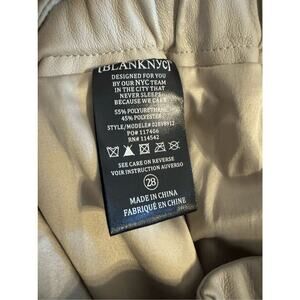 [BLANKNYC]
DESIGNED FOR YOU
BY OUR NYC TEAM
IN THE CITY THAT
NEVER SLEEPS.
BECAUSE WE CARE
55% POLYURETHANE
45% POLYESTER
STYLE/MODELE# 02BV8912
PO# 117406
RN# 114542
SEE CARE ON REVERSE
VOIR INSTRUCTION AUVERSO
28
MADE IN CHINA
FABRIQUÉ EN CHINE